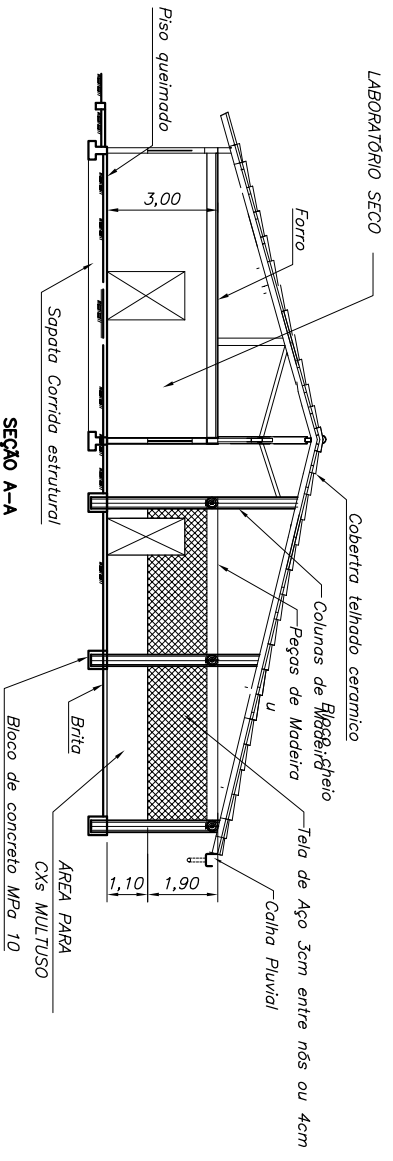 LABORATÓRIO SECO
Piso queimado
Forro
3,00
Sapata Corrida estrutural
SEÇÃO A-A
Cobertra telhado ceramico
Bloco cheio
Colunas de Madeira
Peças de Madeira
u
Tela de Aço 3cm entre nós ou 4cm
Calha Pluvial
1,10
1,90
ÁREA PARA
CXs MULTUSO
Brita
Bloco de concreto MPa 10